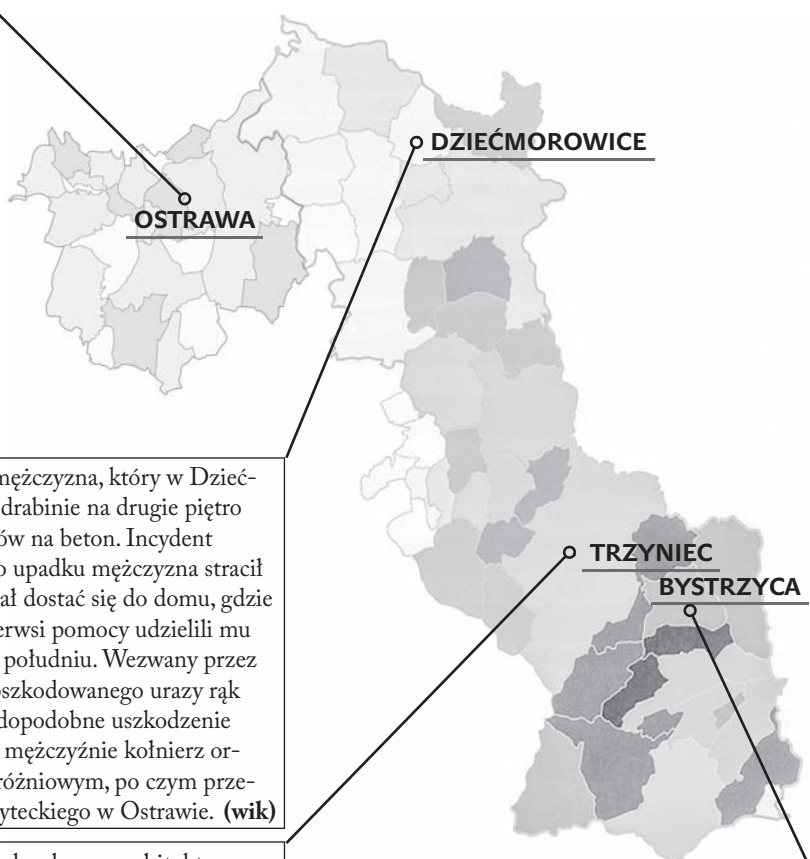 DZIEĆMOROWICE
OSTRAWA
TRZYNIEC
BYSTRZYCA
mężczyzna, który w Dzieć-
drabinie na drugie piętro
ów na beton. Incydent
o upadku mężczyzna stracił
ał dostać się do domu, gdzie
erwsi pomocy udzielili mu
południu. Wezwany przez
oszkodowanego urazy rąk
dopodobne uszkodzenie
mężczyźnie kołnierz or-
różniowym, po czym prze-
yteckiego w Ostrawie. (wik)